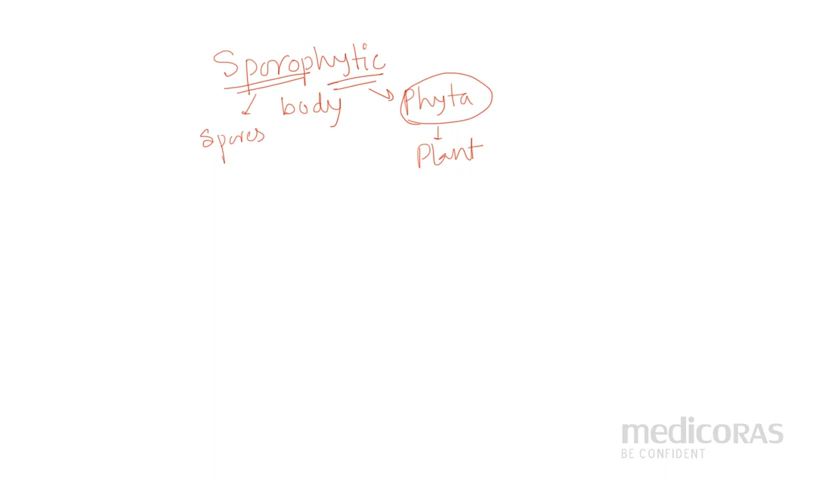 Sporophytic
body
Phyta
Spores
Plant
medicoras
BE CONFIDENT